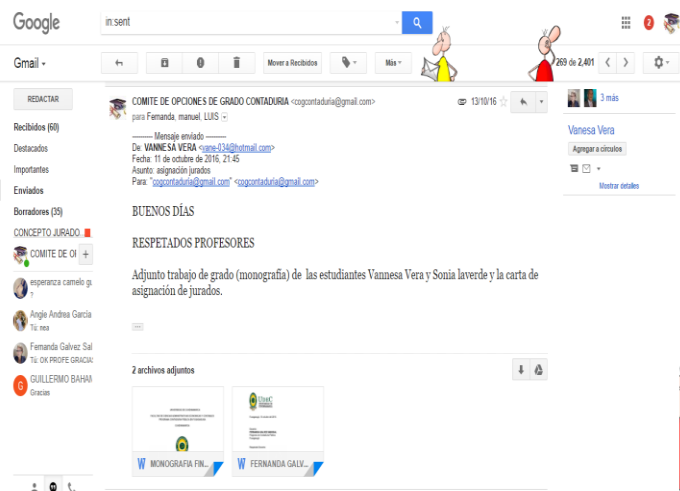 Google
in:sent
2
Gmail
Mover a Recibidos
Más
269 de 2,401
REDACTAR
Recibidos (60)
Destacados
Importantes
Enviados
Borradores (35)
CONCEPTO JURADO
COMITE DE OP
esperanza camelo gu
?
Angie Andrea Garcia
Tú: nea
Fernanda Galvez Sal
Tú: OK PROFE GRACIA
G
GUILLERMO BAHAM
Gracias
COMITE DE OPCIONES DE GRADO CONTADURIA <cogcontaduria@gmail.com>
13/10/16
para Fernanda, manuel, LUIS
---------- Mensaje enviado ----------
De: VANNESA VERA <vane-034@hotmail.com>
Fecha: 11 de octubre de 2016, 21:45
Asunto: asignación jurados
Para: "cogcontaduria@gmail.com" <cogcontaduria@gmail.com>
BUENOS DÍAS
RESPETADOS PROFESORES
Adjunto trabajo de grado (monografía) de las estudiantes Vannesa Vera y Sonia laverde y la carta de
asignación de jurados.
2 archivos adjuntos
W MONOGRAFIA FIN...
W FERNANDA GALV...
3 más
Vanesa Vera
Agregar a círculos
Mostrar detalles